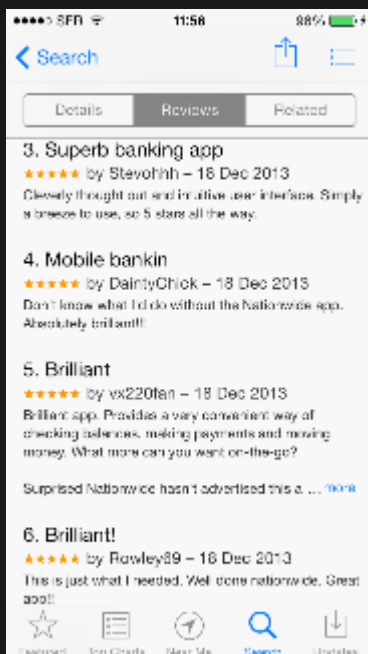 SFR 11:56 98%
Search
Details Reviews Related
3. Superb banking app
★★★★★ by Stevohhh – 18 Dec 2013
Cleverly thought out and intuitive user interface. Simply
a breeze to use, so 5 stars all the way.
4. Mobile bankin
★★★★★ by DaintyChick – 18 Dec 2013
Don't know what I'd do without the Nationwide app.
Absolutely brilliant!!!
5. Brilliant
★★★★★ by vx220fan – 18 Dec 2013
Brilliant app. Provides a very convenient way of
checking balances, making payments and moving
money. What more can you want on-the-go?
Surprised Nationwide hasn't advertised this a ... more
6. Brilliant!
★★★★★ by Rowley69 – 18 Dec 2013
This is just what I needed. Well done nationwide. Great
app!!
Featured Top Charts Near Me Search Updates